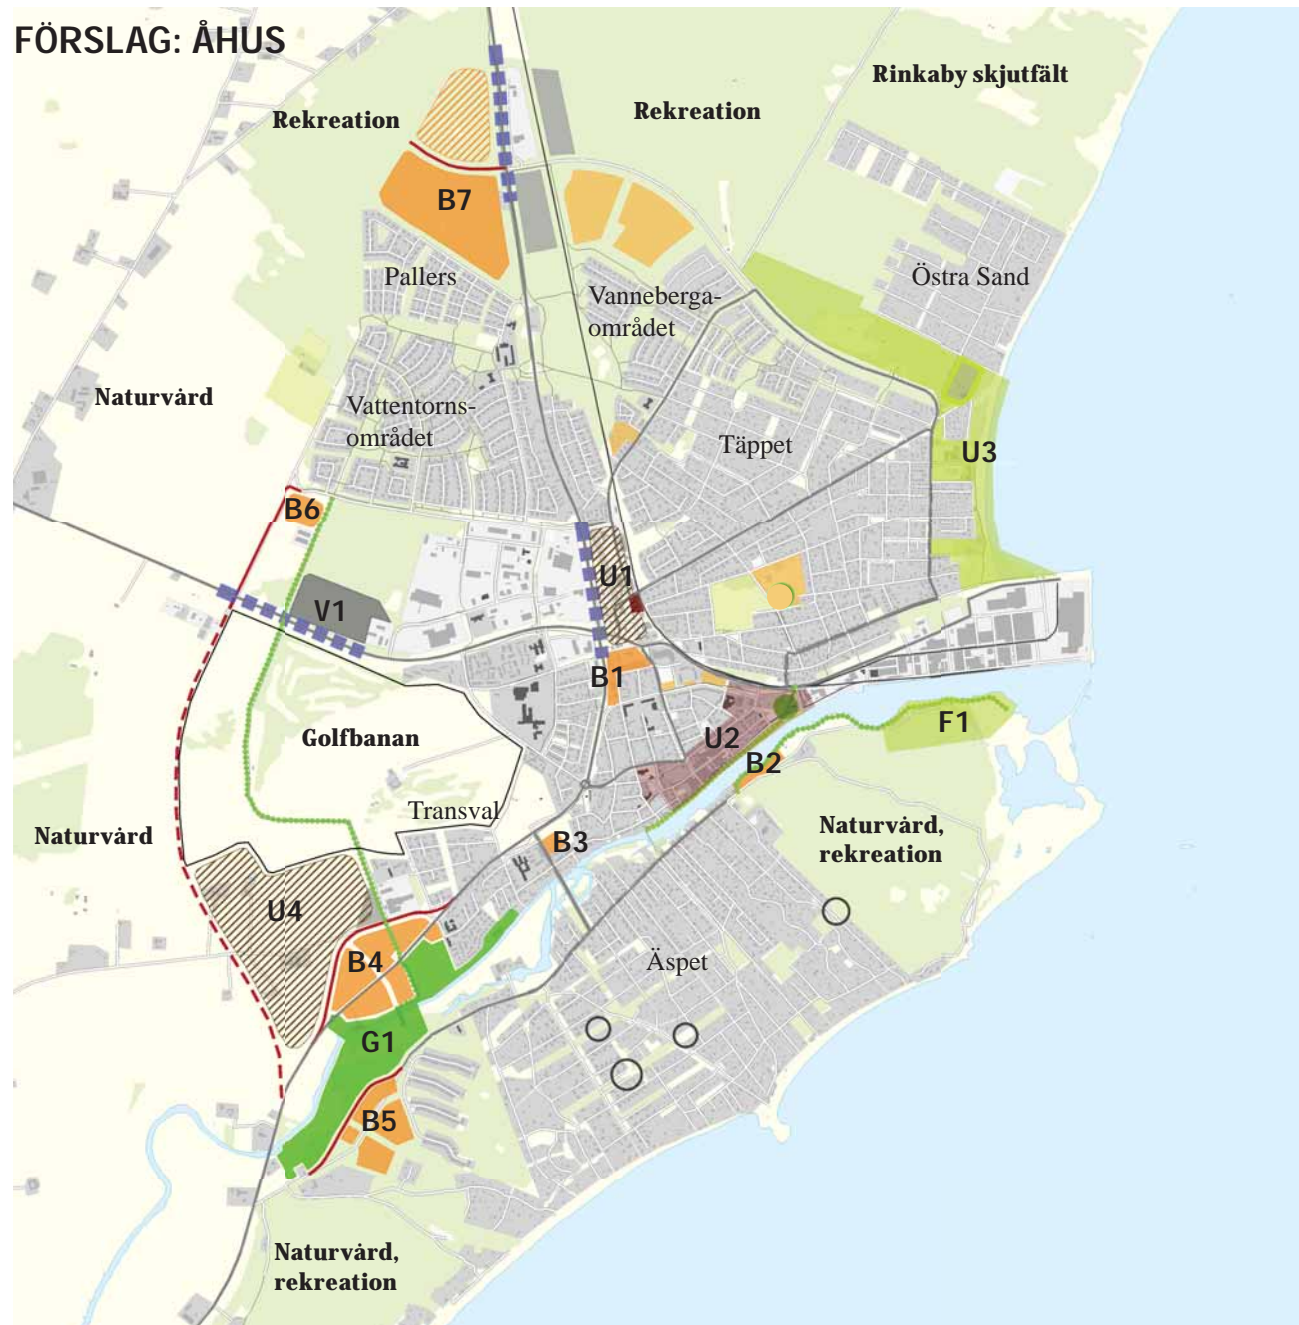 FÖRSLAG: ÅHUS
Rinkaby skjutfält
Rekreation
Rekreation
B7
Pallers
Östra Sand
Vanneberga-
området
Naturvård
Vattentorns-
området
Täppet
U3
B6
U1
V1
B1
Golfbanan
U2
F1
B2
Transval
Naturvård
B3
Naturvård,
rekreation
U4
B4
Äspet
G1
B5
Naturvård,
rekreation